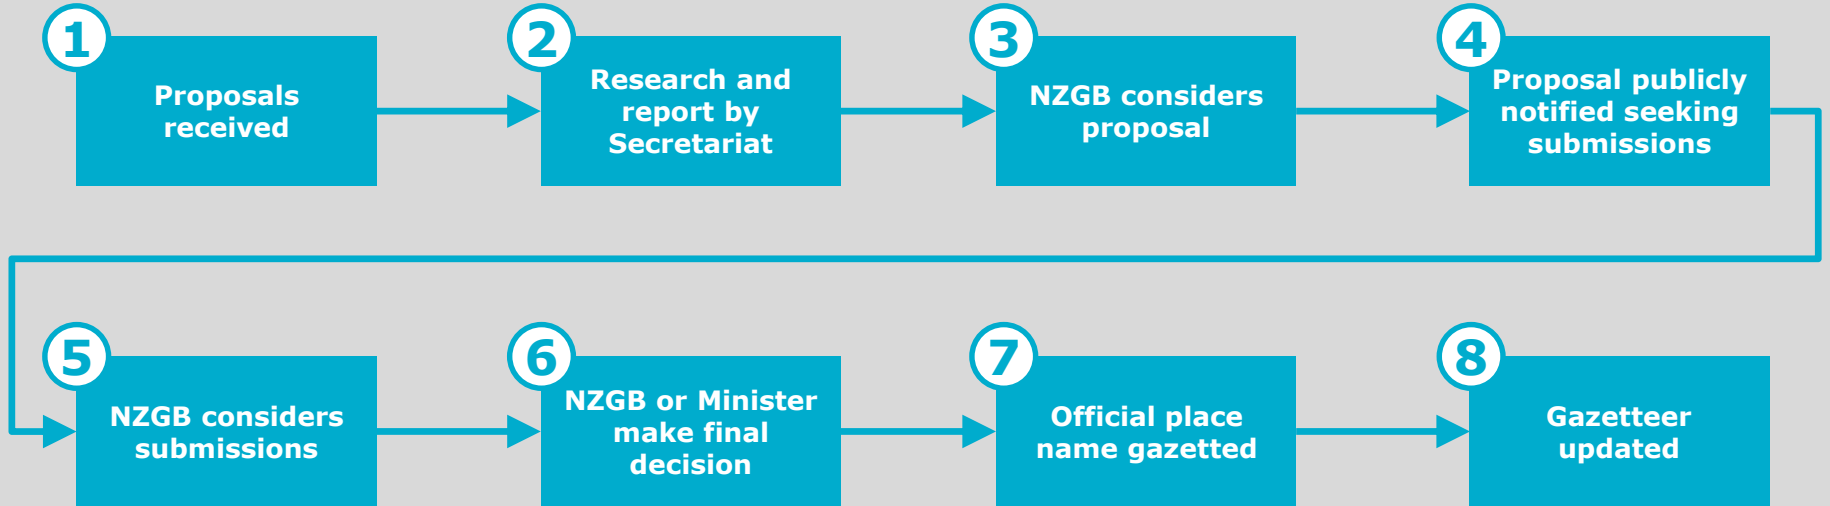 1
Proposals
received
2
Research and
report by
Secretariat
3
NZGB considers
proposal
4
Proposal publicly
notified seeking
submissions
5
NZGB considers
submissions
6
NZGB or Minister
make final
decision
7
Official place
name gazetted
8
Gazetteer
updated